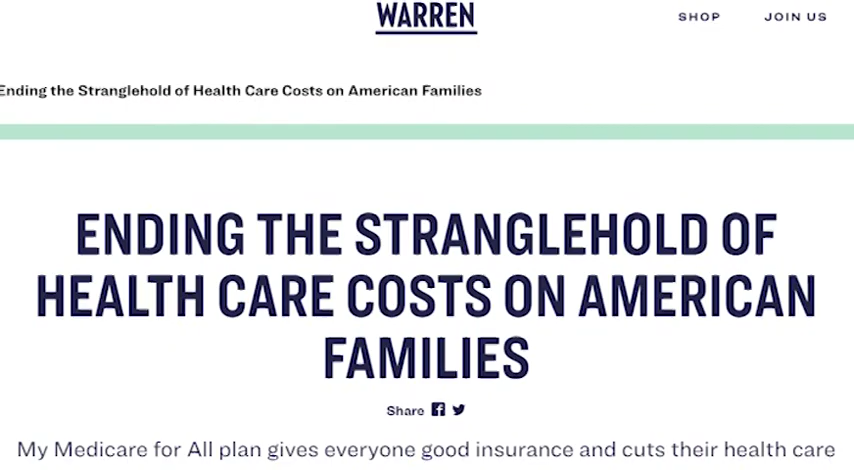 WARREN
SHOP
JOIN US
Ending the Stranglehold of Health Care Costs on American Families
ENDING THE STRANGLEHOLD OF
HEALTH CARE COSTS ON AMERICAN
FAMILIES
Share
My Medicare for All plan gives everyone good insurance and cuts their health care